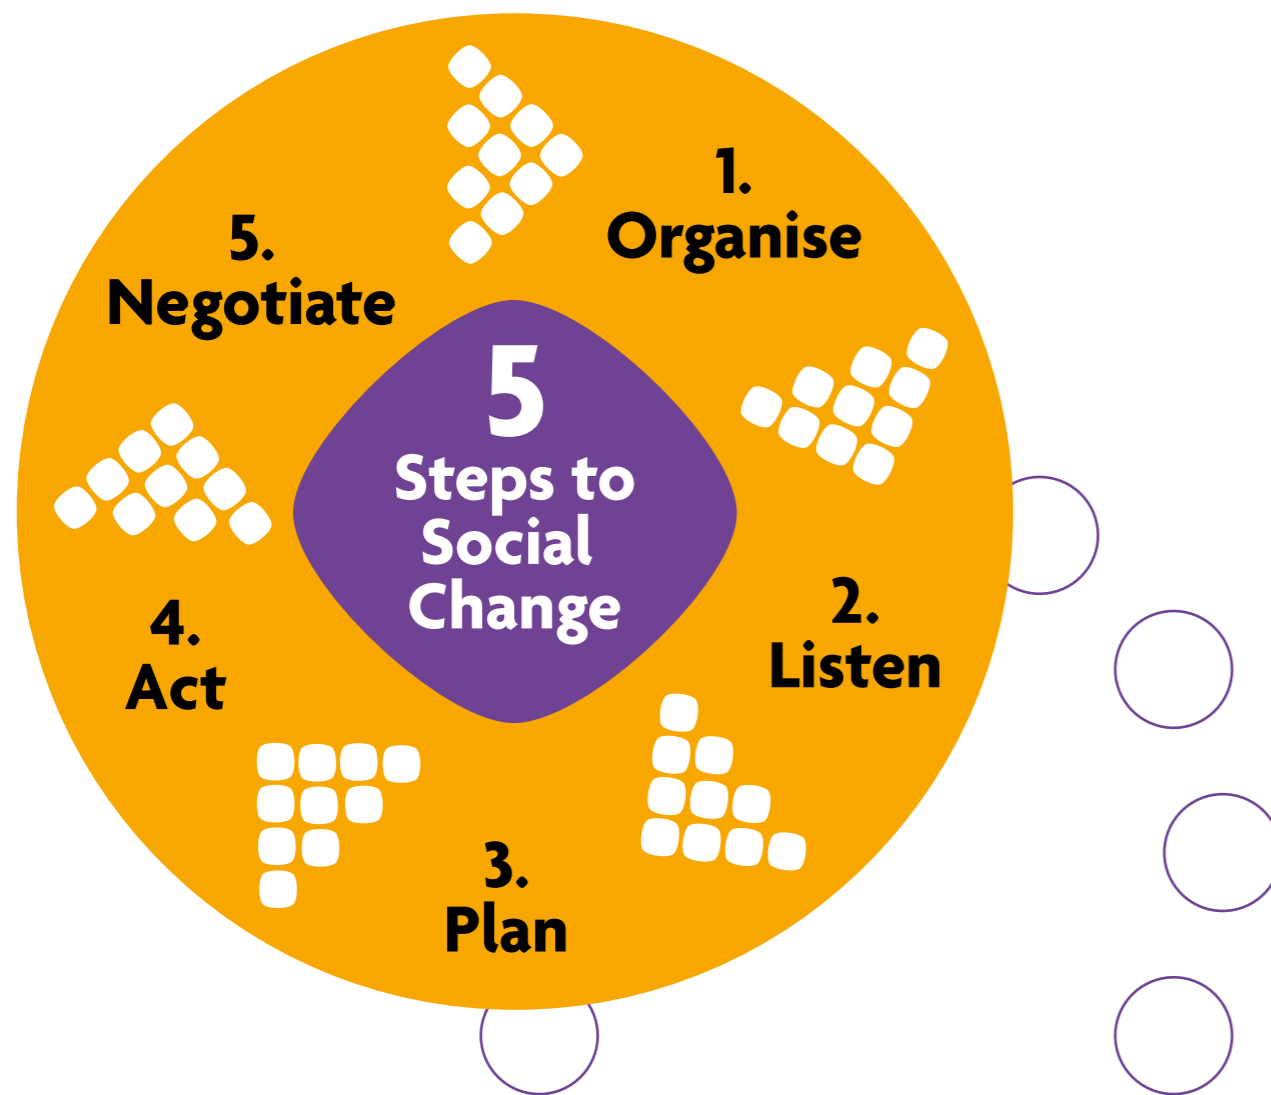 5
Steps to
Social
Change
1.
Organise
2.
Listen
3.
Plan
4.
Act
5.
Negotiate